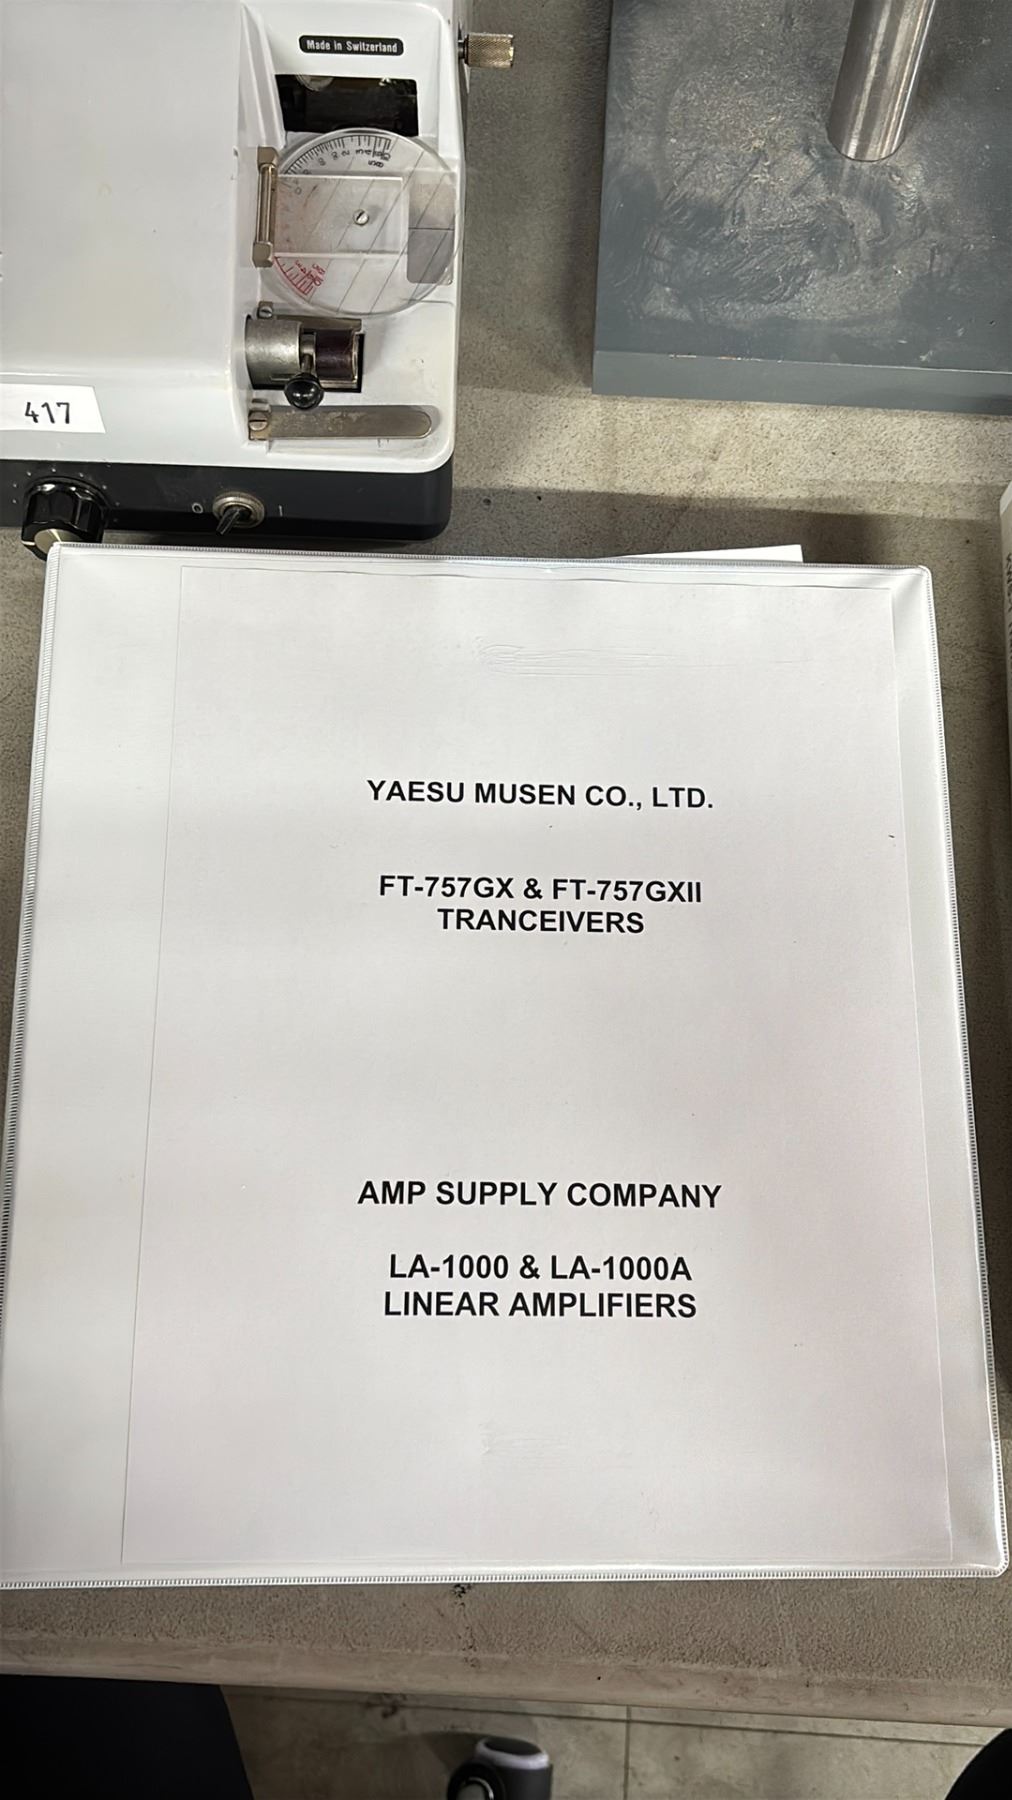 Made in Switzerland
417
0
I
YAESU MUSEN CO., LTD.
FT-757GX & FT-757GXII
TRANCEIVERS
AMP SUPPLY COMPANY
LA-1000 & LA-1000A
LINEAR AMPLIFIERS